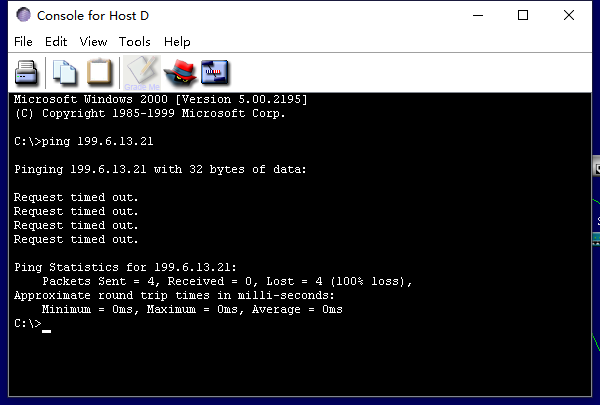 Console for Host D
File Edit View Tools Help
Grade Me
Microsoft Windows 2000 [Version 5.00.2195]
(C) Copyright 1985-1999 Microsoft Corp.
C:\>ping 199.6.13.21
Pinging 199.6.13.21 with 32 bytes of data:
Request timed out.
Request timed out.
Request timed out.
Request timed out.
Ping Statistics for 199.6.13.21:
Packets Sent = 4, Received = 0, Lost = 4 (100% loss),
Approximate round trip times in milli-seconds:
Minimum = 0ms, Maximum = 0ms, Average = 0ms
C:\>